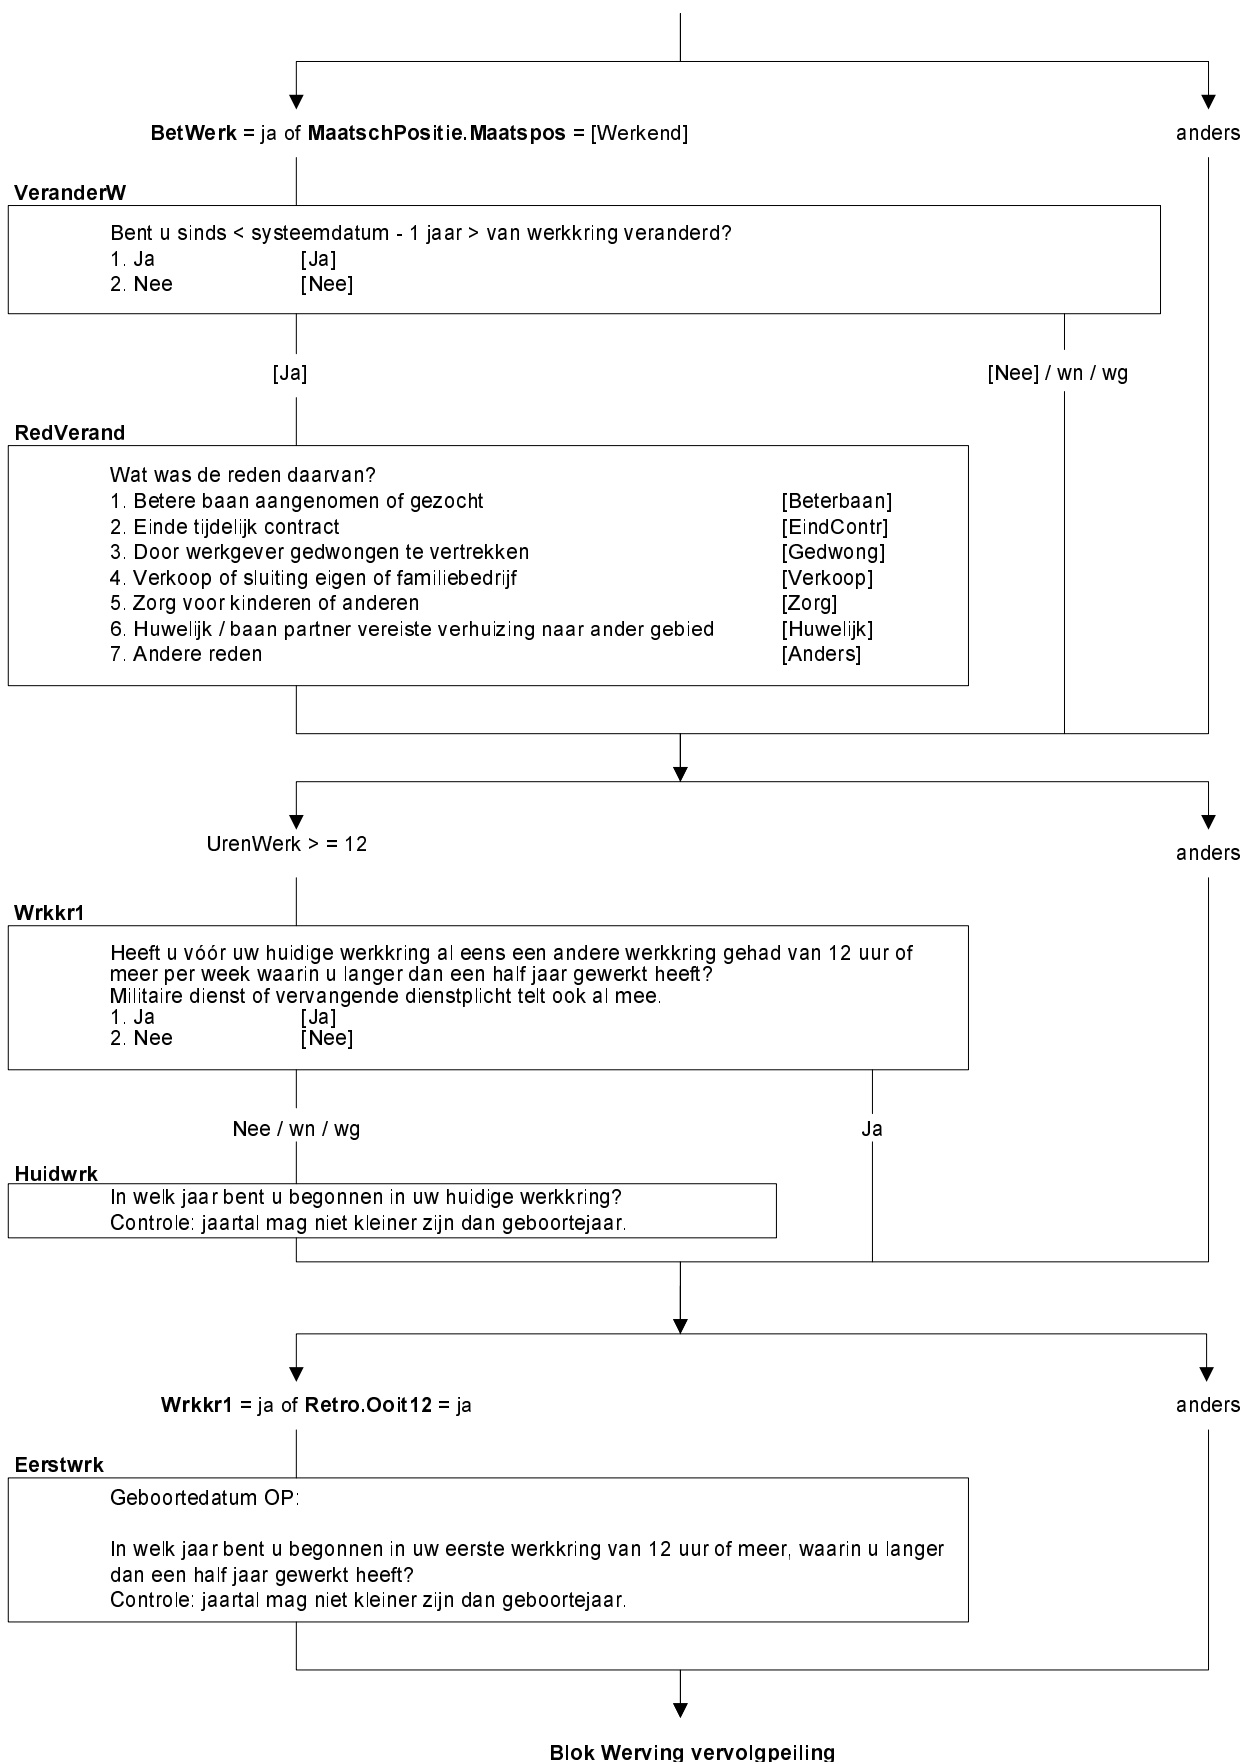 BetWerk = ja of MaatschPositie.Maatspos = [Werkend]
anders
VeranderW
Bent u sinds < systeemdatum - 1 jaar > van werkkring veranderd?
1. Ja [Ja]
2. Nee [Nee]
[Ja]
[Nee] / wn / wg
RedVerand
Wat was de reden daarvan?
1. Betere baan aangenomen of gezocht [Beterbaan]
2. Einde tijdelijk contract [EindContr]
3. Door werkgever gedwongen te vertrekken [Gedwong]
4. Verkoop of sluiting eigen of familiebedrijf [Verkoop]
5. Zorg voor kinderen of anderen [Zorg]
6. Huwelijk / baan partner vereiste verhuizing naar ander gebied [Huwelijk]
7. Andere reden [Anders]
UrenWerk > = 12
anders
Wrkkr1
Heeft u vóór uw huidige werkkring al eens een andere werkkring gehad van 12 uur of
meer per week waarin u langer dan een half jaar gewerkt heeft?
Militaire dienst of vervangende dienstplicht telt ook al mee.
1. Ja [Ja]
2. Nee [Nee]
Nee / wn / wg
Ja
Huidwrk
In welk jaar bent u begonnen in uw huidige werkkring?
Controle: jaartal mag niet kleiner zijn dan geboortejaar.
Wrkkr1 = ja of Retro.Ooit12 = ja
anders
Eerstwrk
Geboortedatum OP:
In welk jaar bent u begonnen in uw eerste werkkring van 12 uur of meer, waarin u langer
dan een half jaar gewerkt heeft?
Controle: jaartal mag niet kleiner zijn dan geboortejaar.
Blok Werving vervolgpeiling